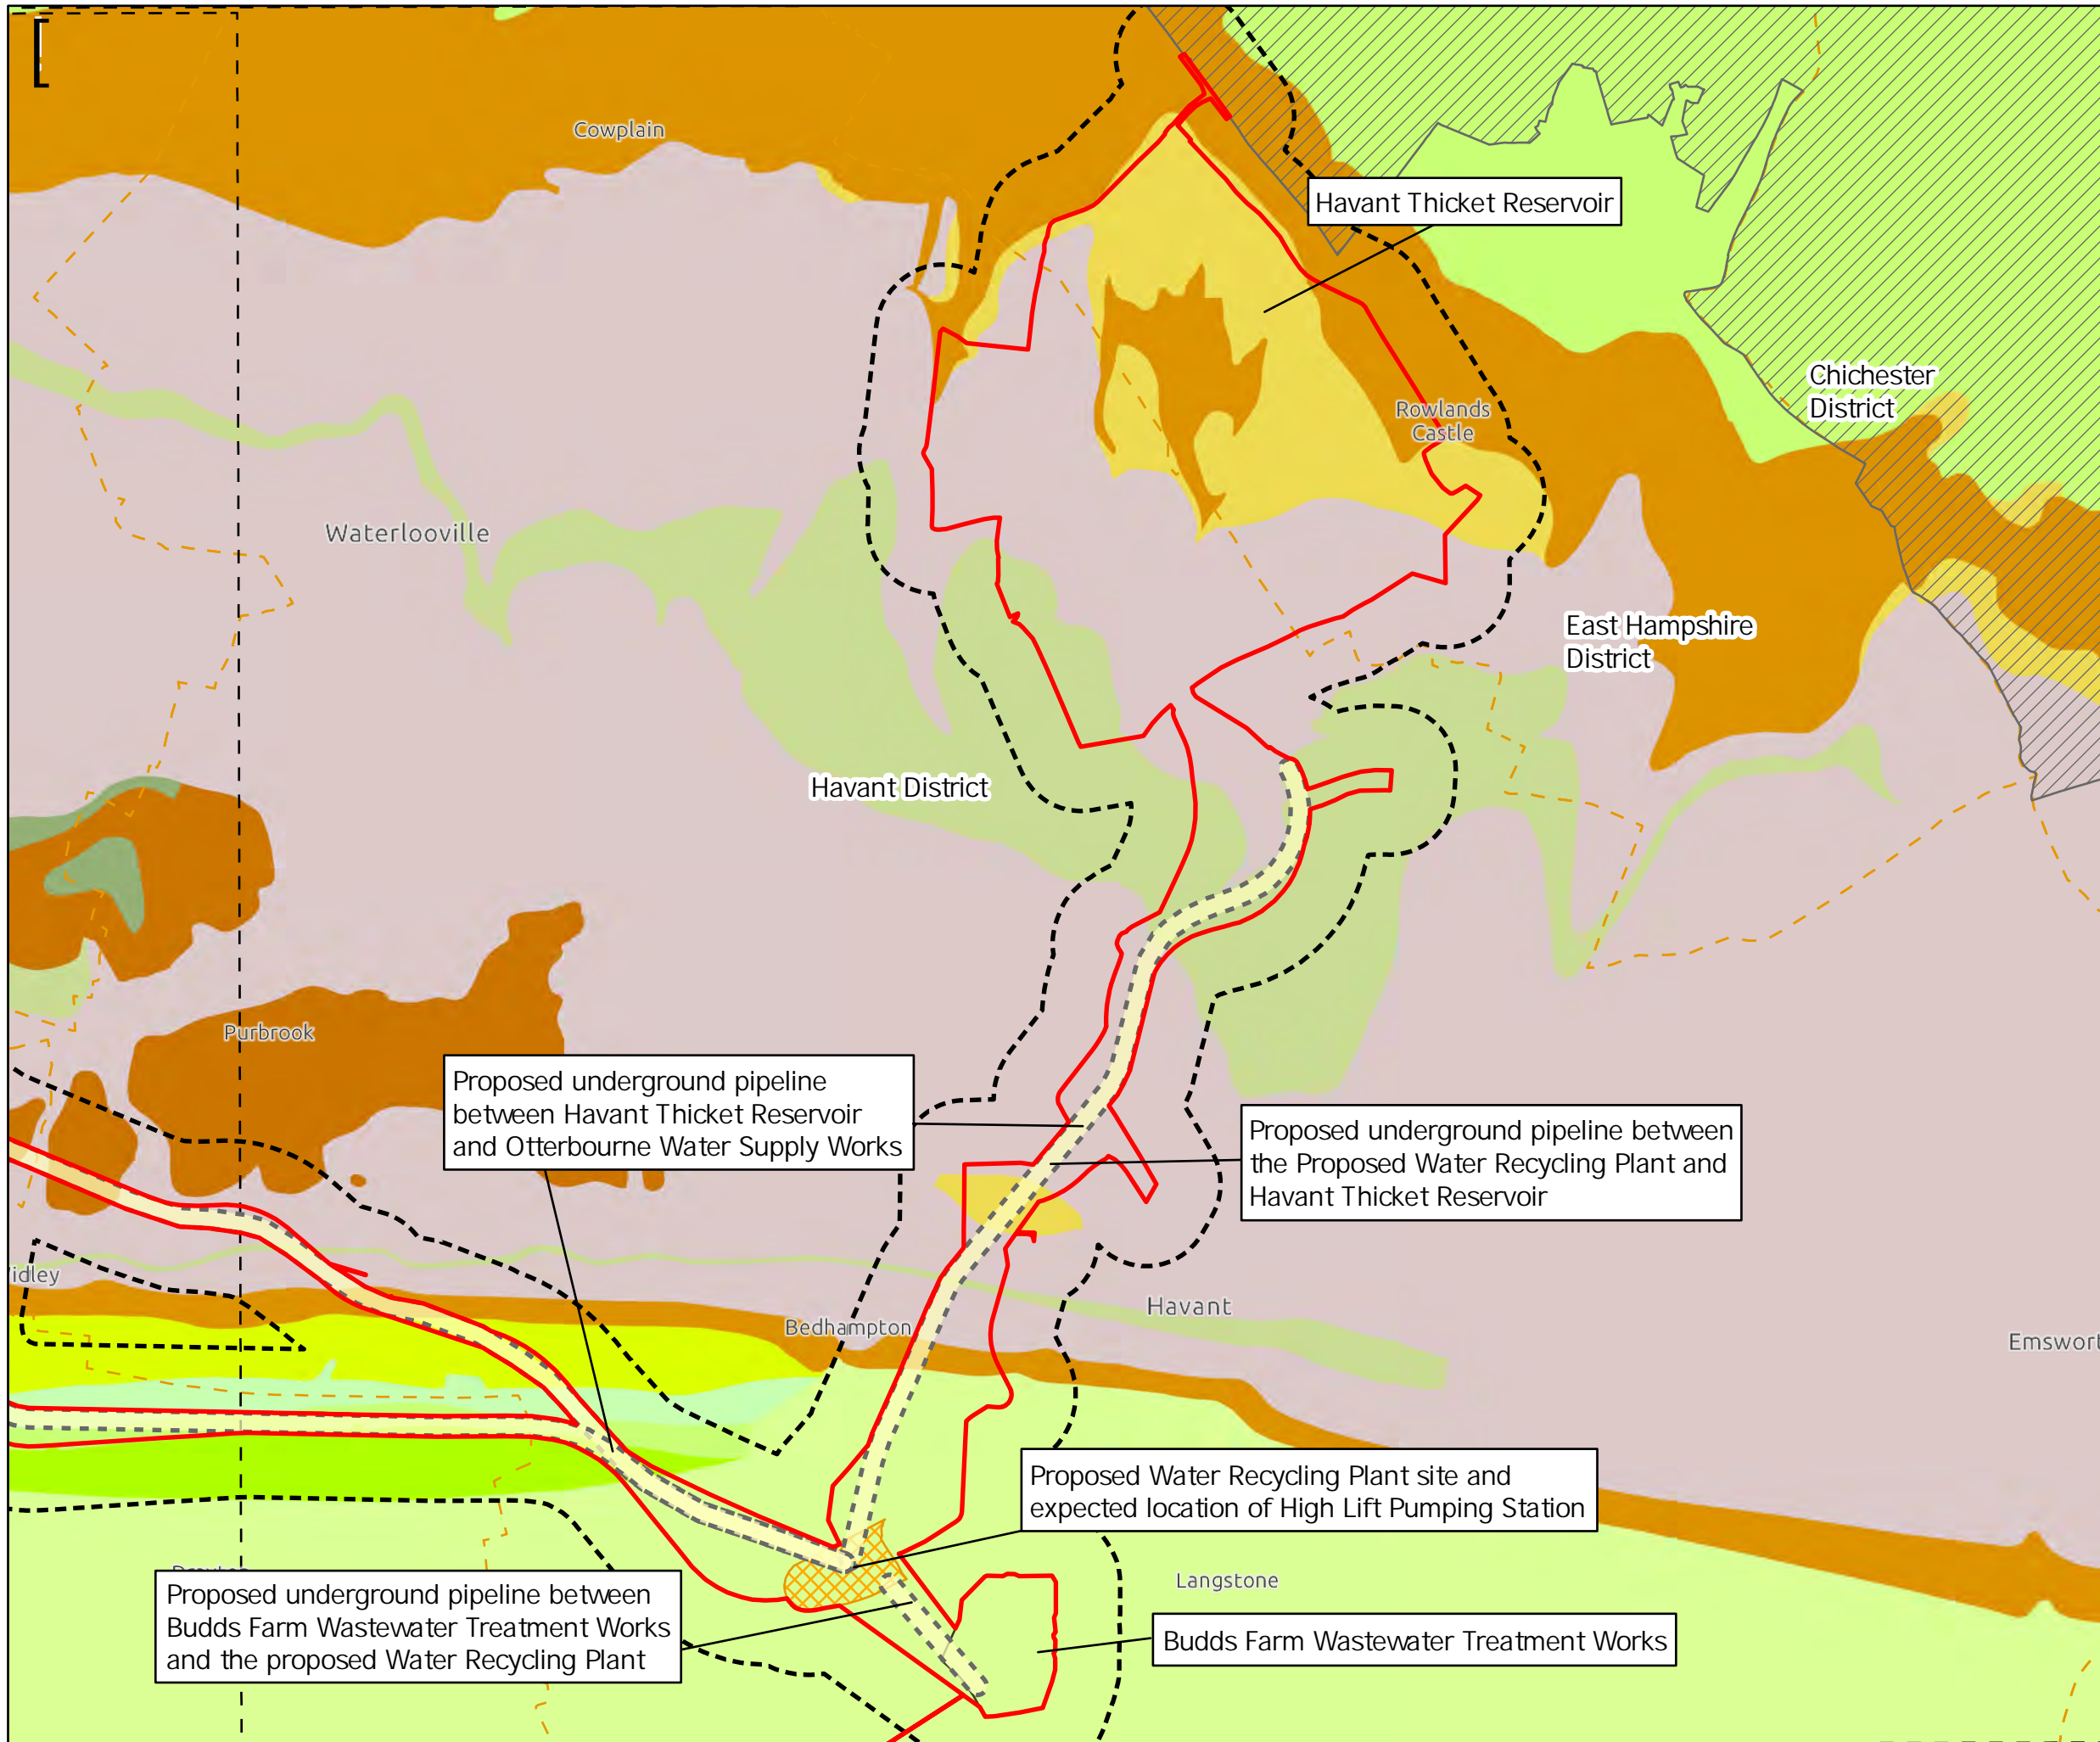 [
Cowplain
Havant Thicket Reservoir
Chichester
District
Rowlands
Castle
Waterlooville
East Hampshire
District
Havant District
Purbrook
Proposed underground pipeline
between Havant Thicket Reservoir
and Otterbourne Water Supply Works
Proposed underground pipeline between
the Proposed Water Recycling Plant and
Havant Thicket Reservoir
idley
Havant
Bedhampton
Emswort
Proposed Water Recycling Plant site and
expected location of High Lift Pumping Station
Langstone
Proposed underground pipeline between
Budds Farm Wastewater Treatment Works
and the proposed Water Recycling Plant
Budds Farm Wastewater Treatment Works